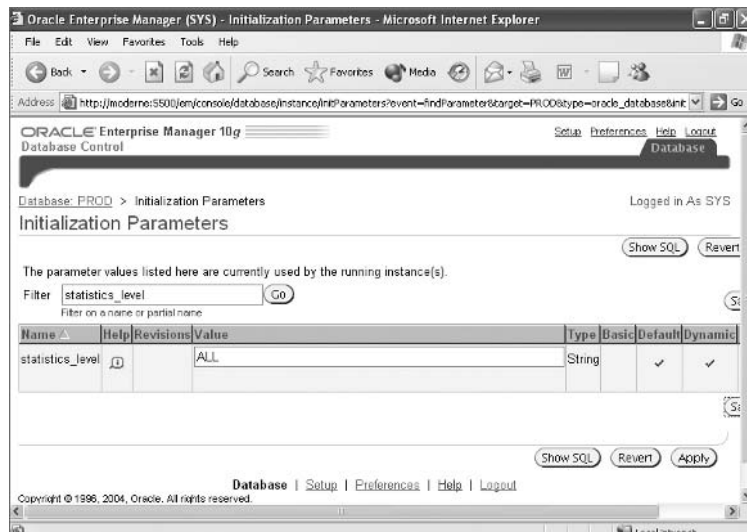 Oracle Enterprise Manager (SYS) - Initialization Parameters - Microsoft Internet Explorer
File Edit View Favorites Tools Help
Back Search Favorites Media
Address http://moderne:5500/em/console/database/instance/initParameters?event=findParameter&target=PROD&type=oracle_database&init Go
ORACLE Enterprise Manager 10g
Database Control
Setup Preferences Help Logout
Database
Database: PROD > Initialization Parameters
Logged in As SYS
Initialization Parameters
Show SQL Revert
The parameter values listed here are currently used by the running instance(s).
Filter statistics_level Go
Filter on a name or partial name
Name Help Revisions Value Type Basic Default Dynamic
statistics_level ALL String
Show SQL Revert Apply
Database | Setup | Preferences | Help | Logout
Copyright © 1996, 2004, Oracle. All rights reserved.